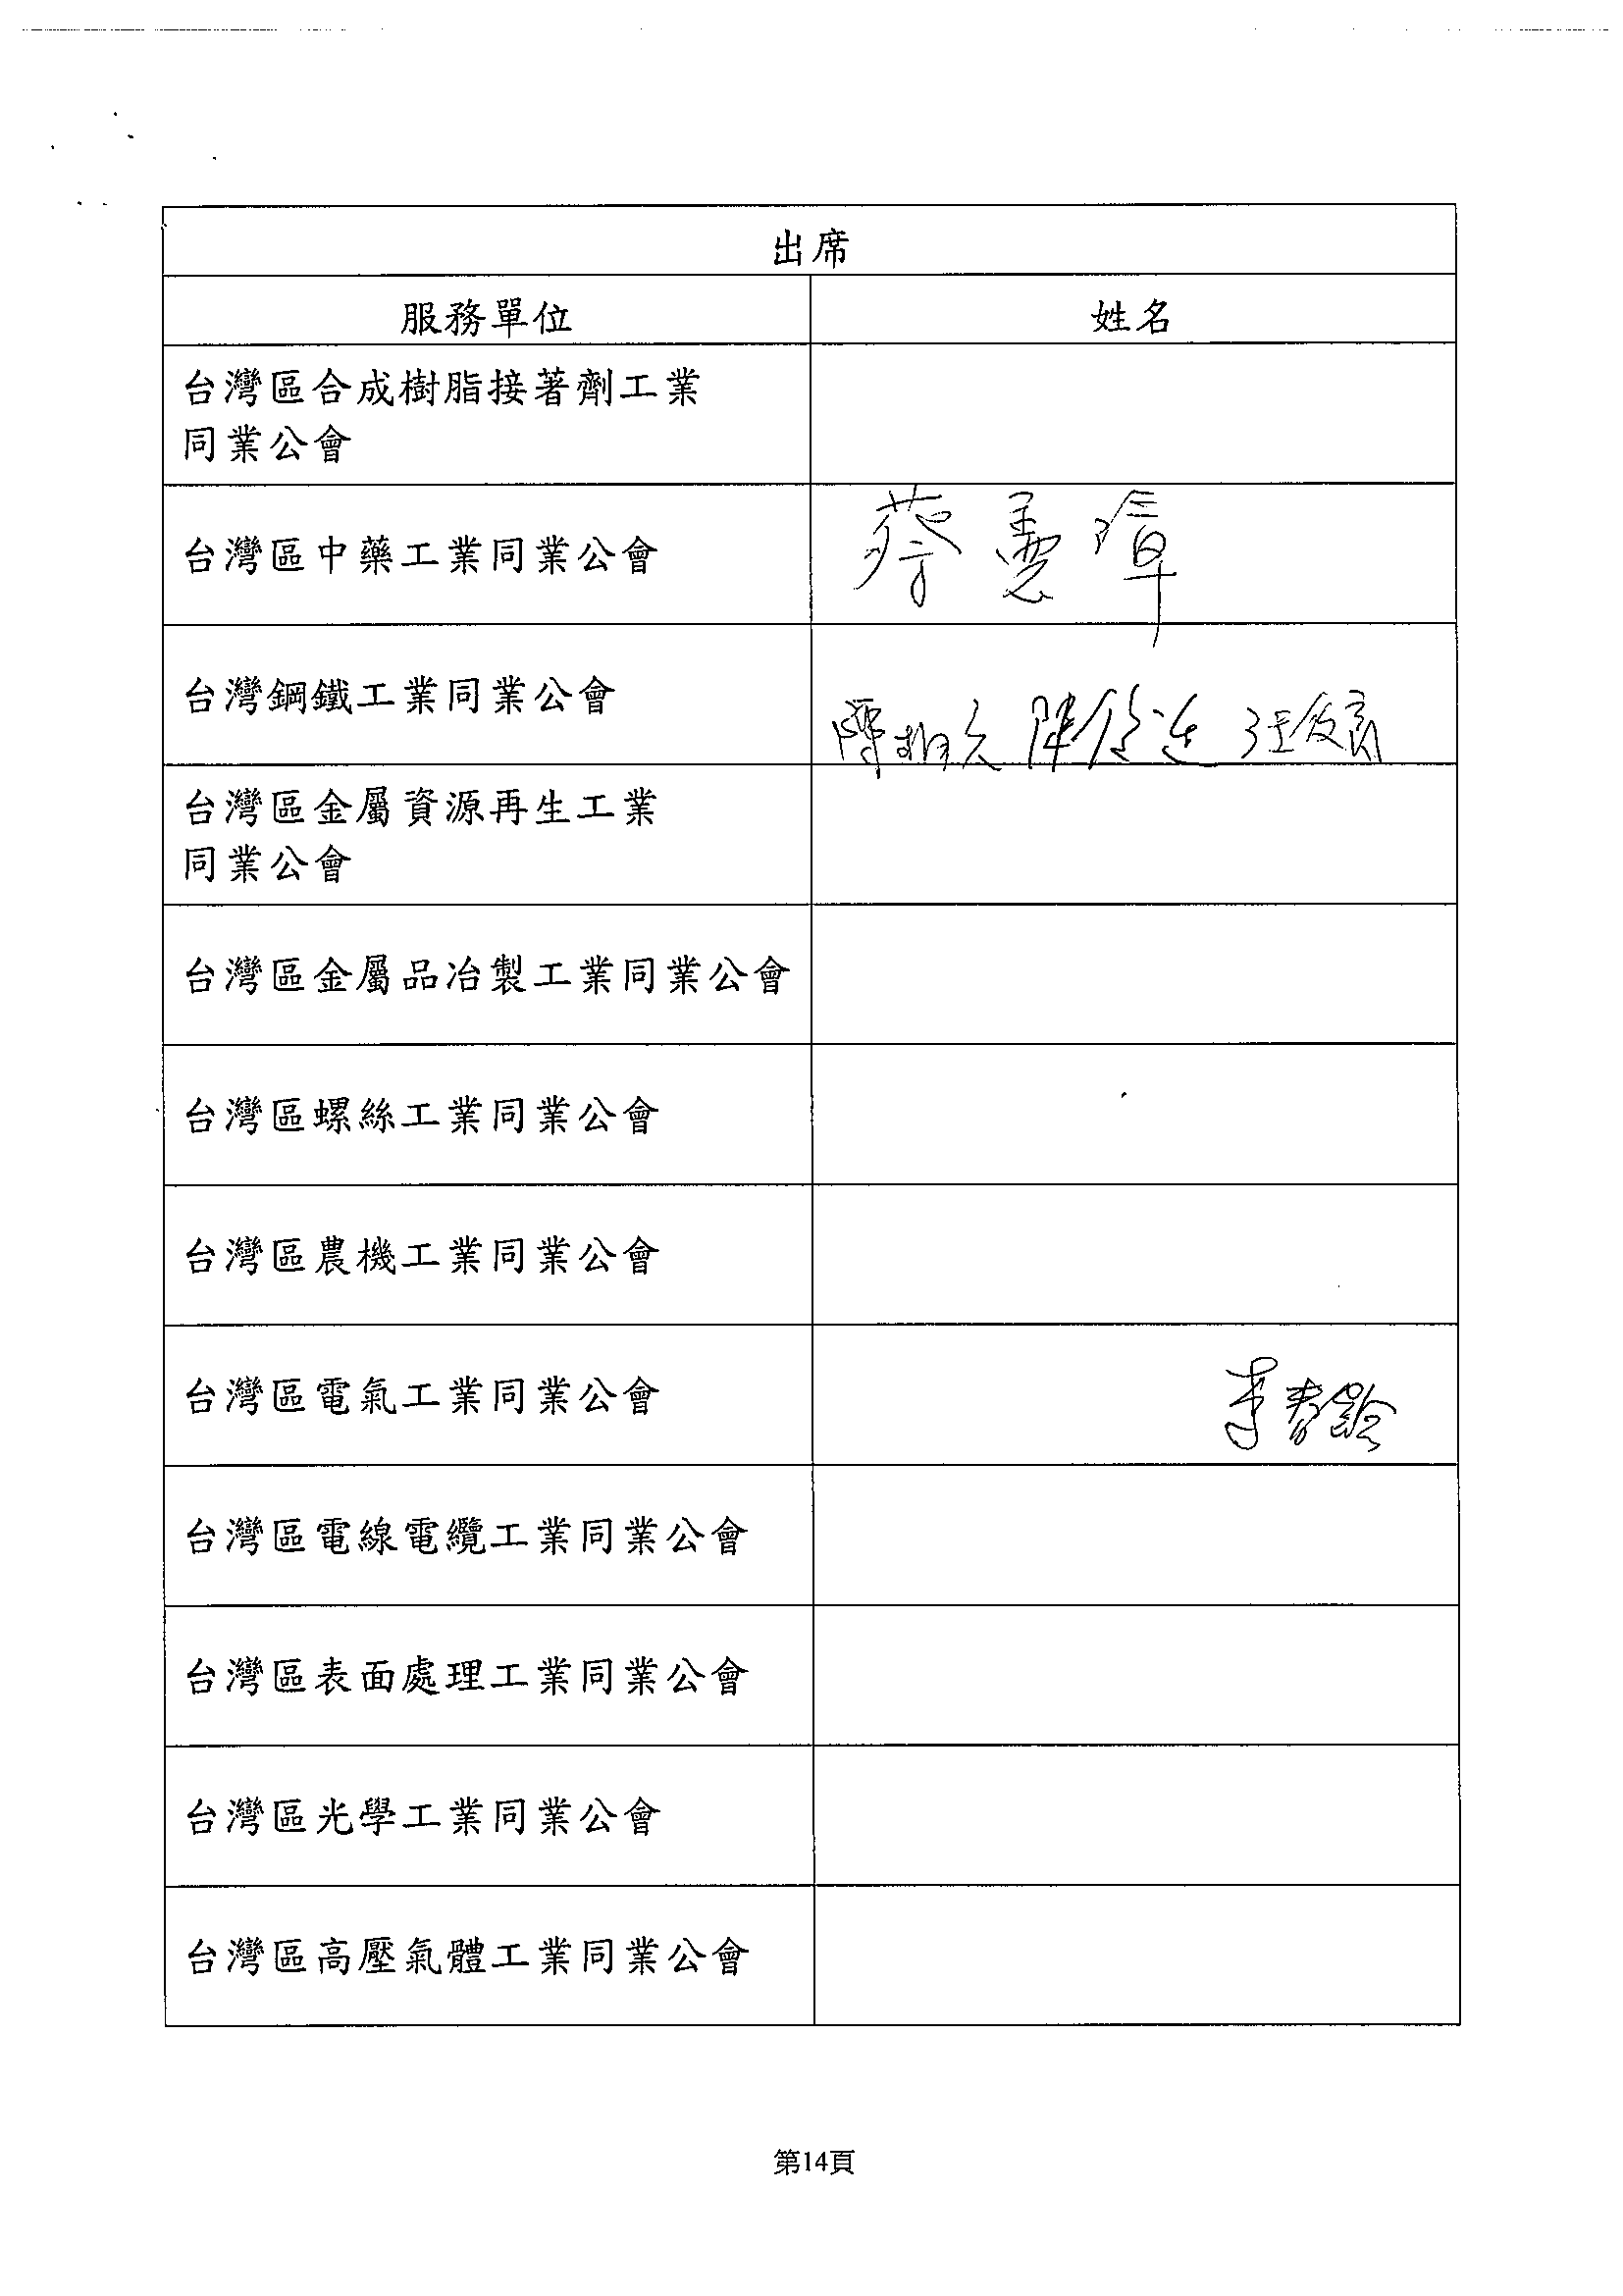 出席
服務單位 姓名
台灣區合成樹脂接著劑工業
同業公會
台灣區中藥工業同業公會 蔡憲璋
台灣鋼鐵工業同業公會
台灣區金屬資源再生工業
同業公會
台灣區金屬品冶製工業同業公會
台灣區螺絲工業同業公會
台灣區農機工業同業公會
台灣區電氣工業同業公會
台灣區電線電纜工業同業公會
台灣區表面處理工業同業公會
台灣區光學工業同業公會
台灣區高壓氣體工業同業公會
第14頁